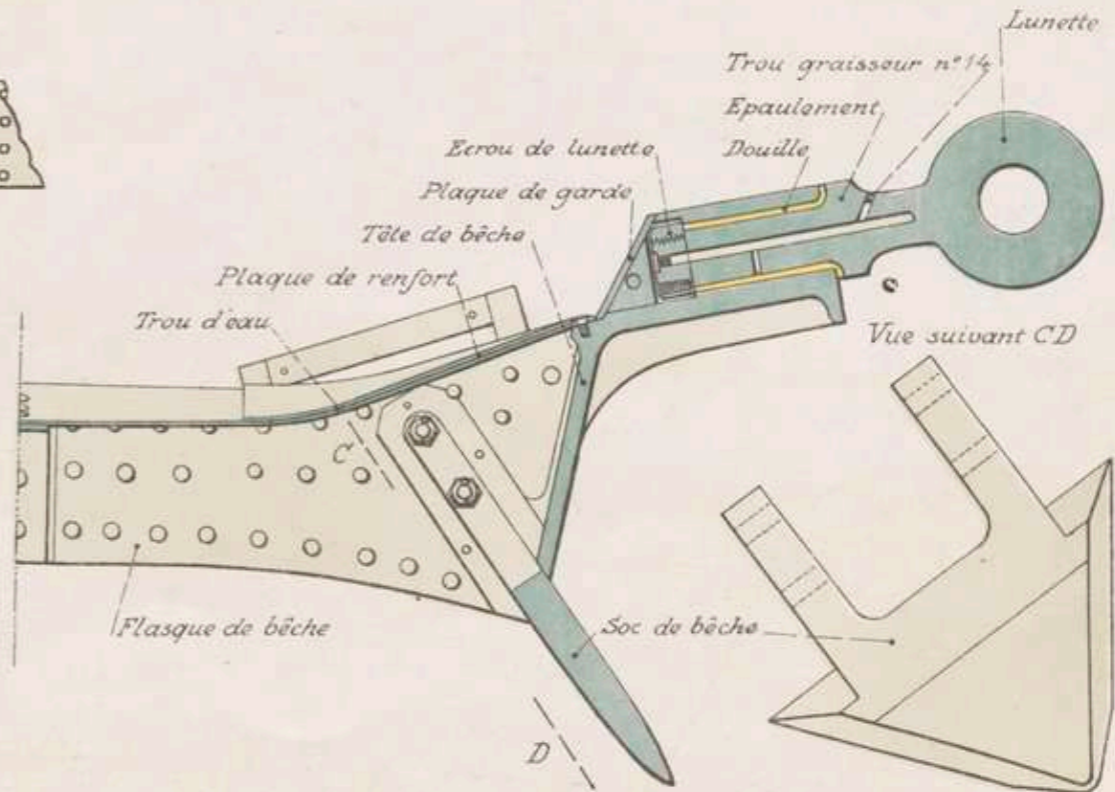 Lunette
Trou graisseur n° 14
Epaulement
Ecrou de lunette
Douille
Plaque de garde
Tête de bêche
Plaque de renfort
Trou d'eau
Vue suivant CD
C
Flasque de bêche
Soc de bêche
D